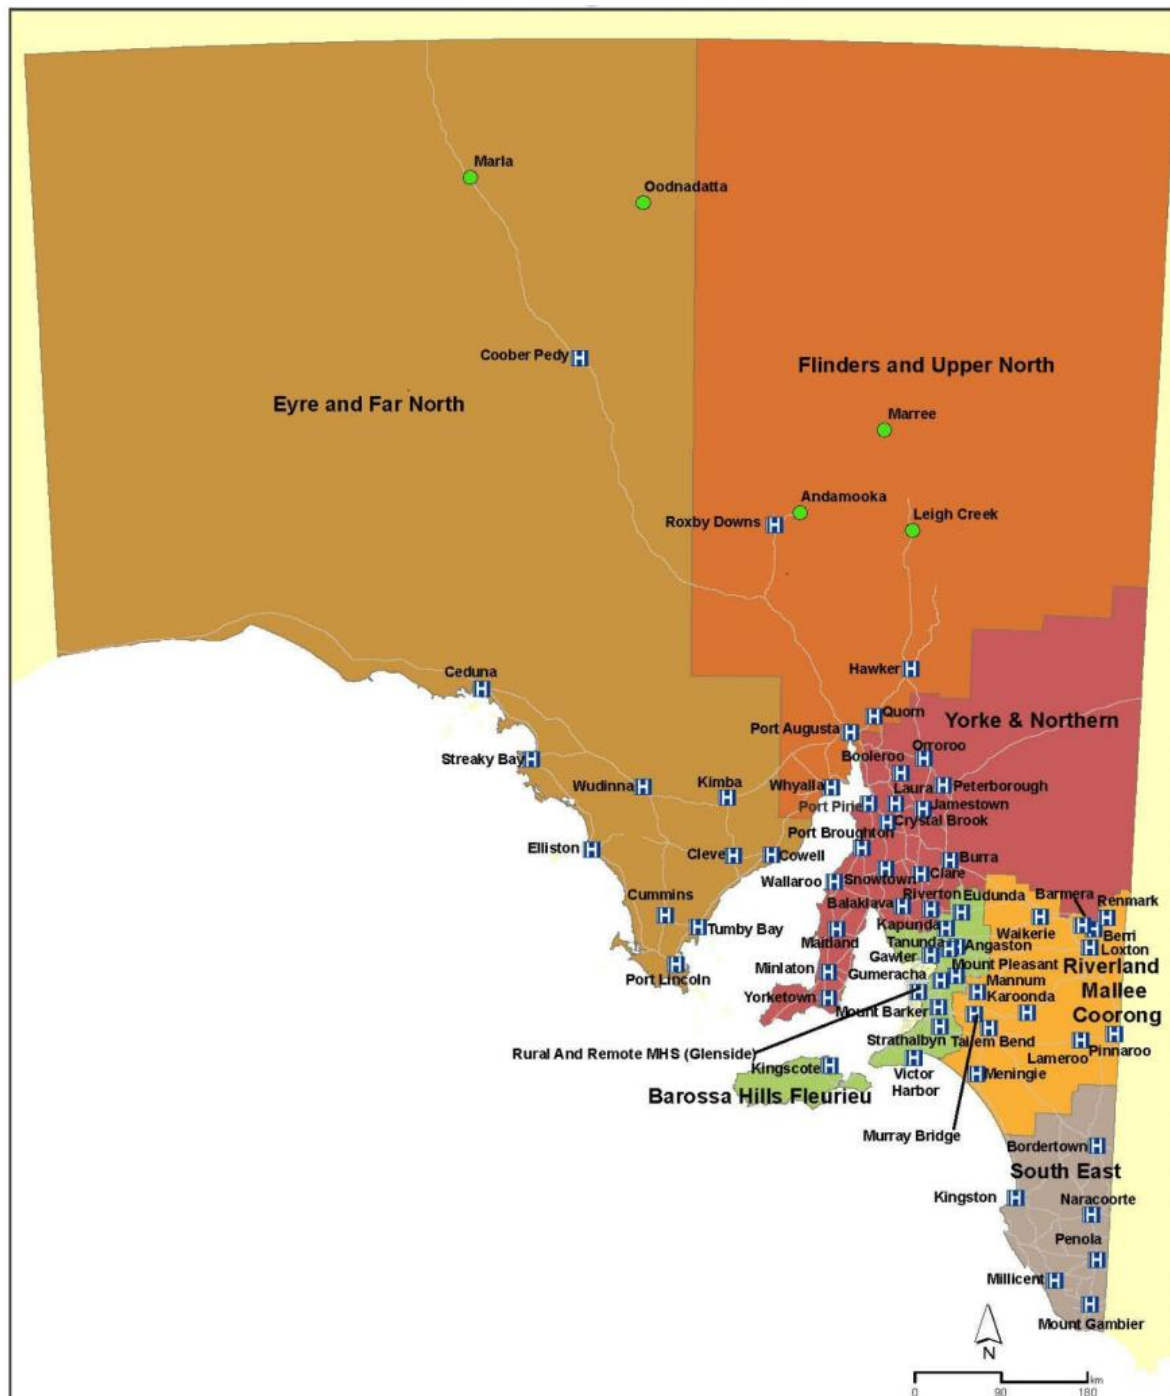 Marla
Oodnadatta
Coober Pedy
Flinders and Upper North
Eyre and Far North
Marree
Andamooka
Leigh Creek
Roxby Downs
Hawker
Ceduna
Quorn
Yorke & Northern
Port Augusta
Orroroo
Booleroo
Streaky Bay
Wudinna
Kimba
Whyalla
Laura
Peterborough
Port Pirie
Jamestown
Crystal Brook
Port Broughton
Elliston
Cleve
Cowell
Burra
Wallaroo
Snowtown
Clare
Cummins
Balaklava
Riverton
Eudunda
Barmera
Renmark
Tumby Bay
Maitland
Kapunda
Waikerie
Berri
Tanunda
Angaston
Loxton
Gawler
Port Lincoln
Minlaton
Gumeracha
Mount Pleasant
Riverland
Mallee
Coorong
Mannum
Karoonda
Yorketown
Mount Barker
Strathalbyn
Tailem Bend
Lameroo
Pinnaroo
Rural And Remote MHS (Glenside)
Kingscote
Victor
Harbor
Meningie
Barossa Hills Fleurieu
Murray Bridge
Bordertown
South East
Kingston
Naracoorte
Penola
Millicent
Mount Gambier
N
km
0 90 180